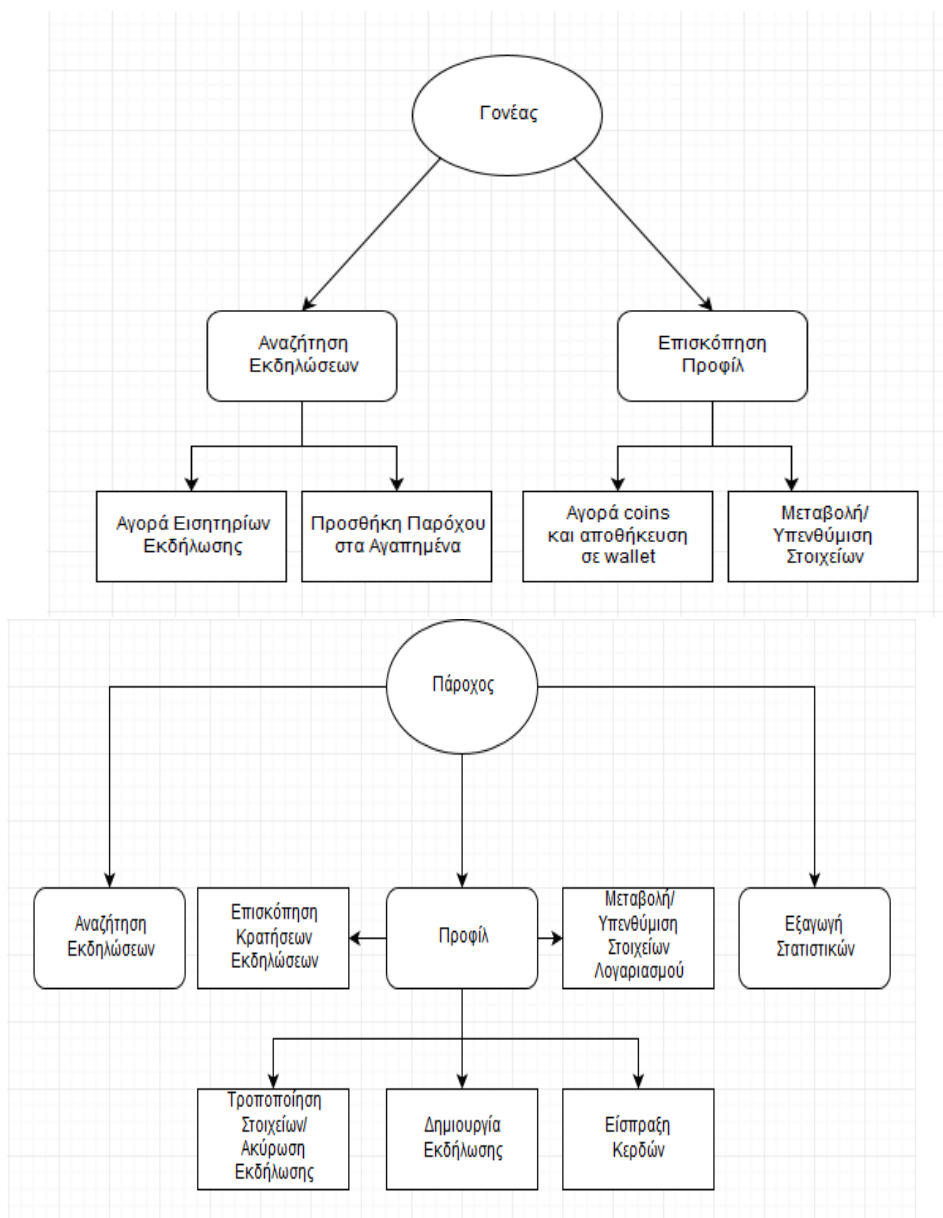 Γονέας
Αναζήτηση
Εκδηλώσεων
Επισκόπηση
Προφίλ
Αγορά Εισητηρίων
Εκδήλωσης
Προσθήκη Παρόχου
στα Αγαπημένα
Αγορά coins
και αποθήκευση
σε wallet
Μεταβολή/
Υπενθύμιση
Στοιχείων
Πάροχος
Αναζήτηση
Εκδηλώσεων
Επισκόπηση
Κρατήσεων
Εκδηλώσεων
Προφίλ
Μεταβολή/
Υπενθύμιση
Στοιχείων
Λογαριασμού
Εξαγωγή
Στατιστικών
Τροποποίηση
Στοιχείων/
Ακύρωση
Εκδήλωσης
Δημιουργία
Εκδήλωσης
Είσπραξη
Κερδών